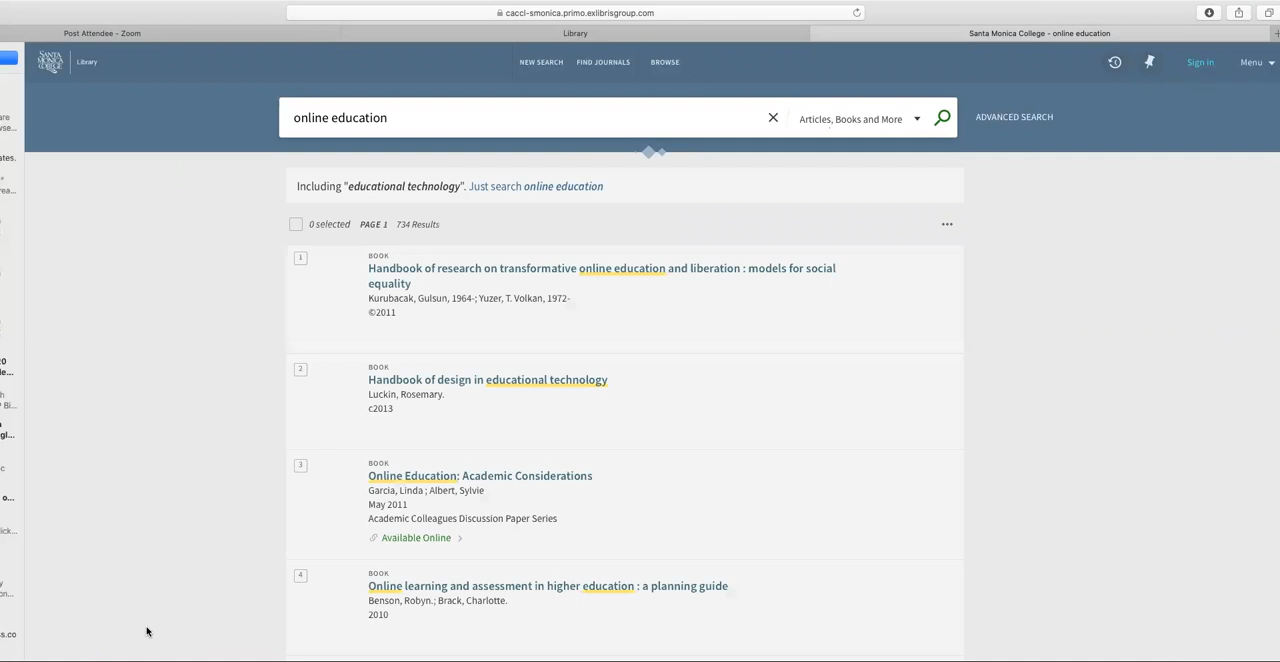 caccl-smonica.primo.exlibrisgroup.com
Post Attendee - Zoom
Library
Santa Monica College - online education
SANTA MONICA COLLEGE
Library
NEW SEARCH
FIND JOURNALS
BROWSE
Sign in
Menu
online education
Articles, Books and More
ADVANCED SEARCH
Including "educational technology". Just search online education
0 selected PAGE 1 734 Results
1
BOOK
Handbook of research on transformative online education and liberation : models for social
equality
Kurubacak, Gulsun, 1964-; Yuzer, T. Volkan, 1972-
©2011
2
BOOK
Handbook of design in educational technology
Luckin, Rosemary.
c2013
3
BOOK
Online Education: Academic Considerations
Garcia, Linda ; Albert, Sylvie
May 2011
Academic Colleagues Discussion Paper Series
Available Online
4
BOOK
Online learning and assessment in higher education : a planning guide
Benson, Robyn.; Brack, Charlotte.
2010